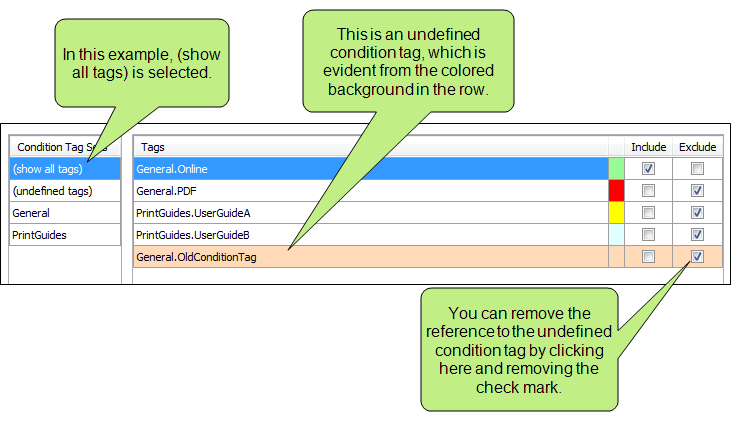 In this example, (show
all tags) is selected.
This is an undefined
condition tag, which is
evident from the colored
background in the row.
Condition Tag Sets
Tags
Include
Exclude
(show all tags)
General.Online
(undefined tags)
General.PDF
General
PrintGuides.UserGuideA
PrintGuides
PrintGuides.UserGuideB
General.OldConditionTag
You can remove the
reference to the undefined
condition tag by clicking
here and removing the
check mark.